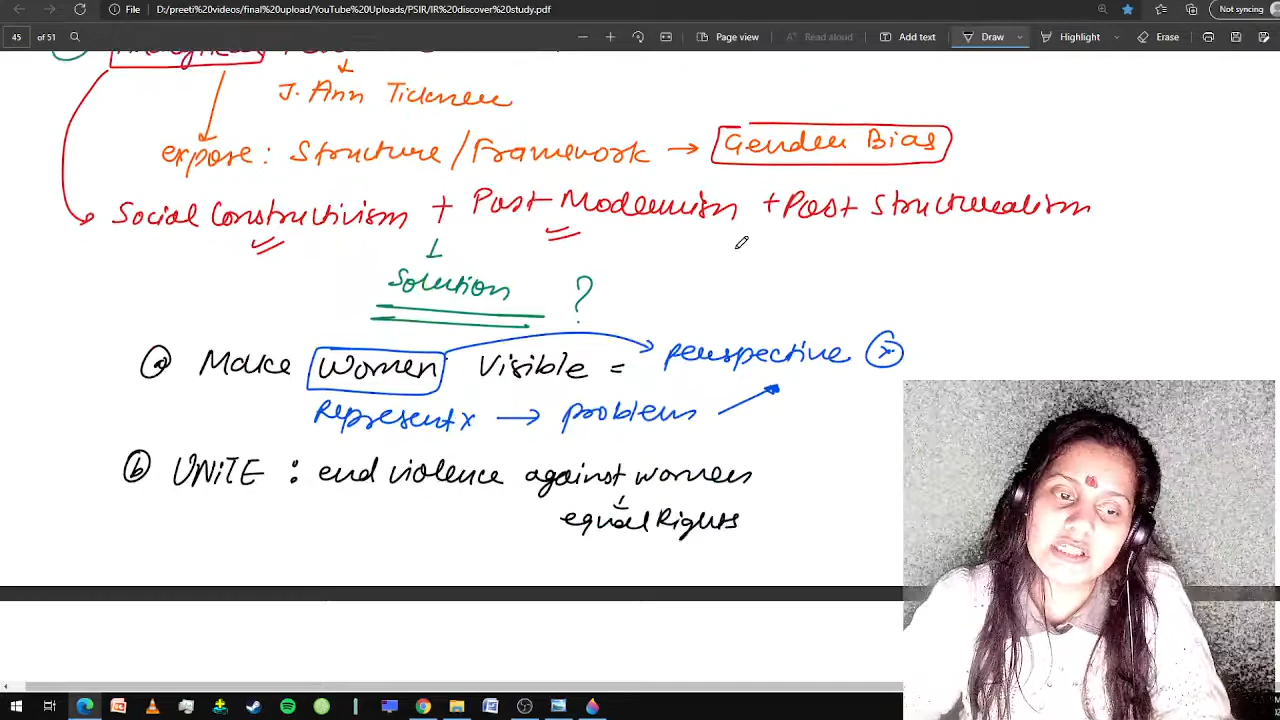 File D:/preeti%20videos/final%20upload/YouTube%20Uploads/PSIR/IR%20discover%20study.pdf Not syncing
45 of 51 Page view Read aloud Add text Draw Highlight Erase
J. Ann Tickner
expose: Structure/Framework → Gender Bias
Social Constructivism + Post-Modernism + Post Structuralism
Solution ?
(a) Make Women Visible = perspective
Represent x → problems
(b) UNiTE : end violence against women
equal Rights